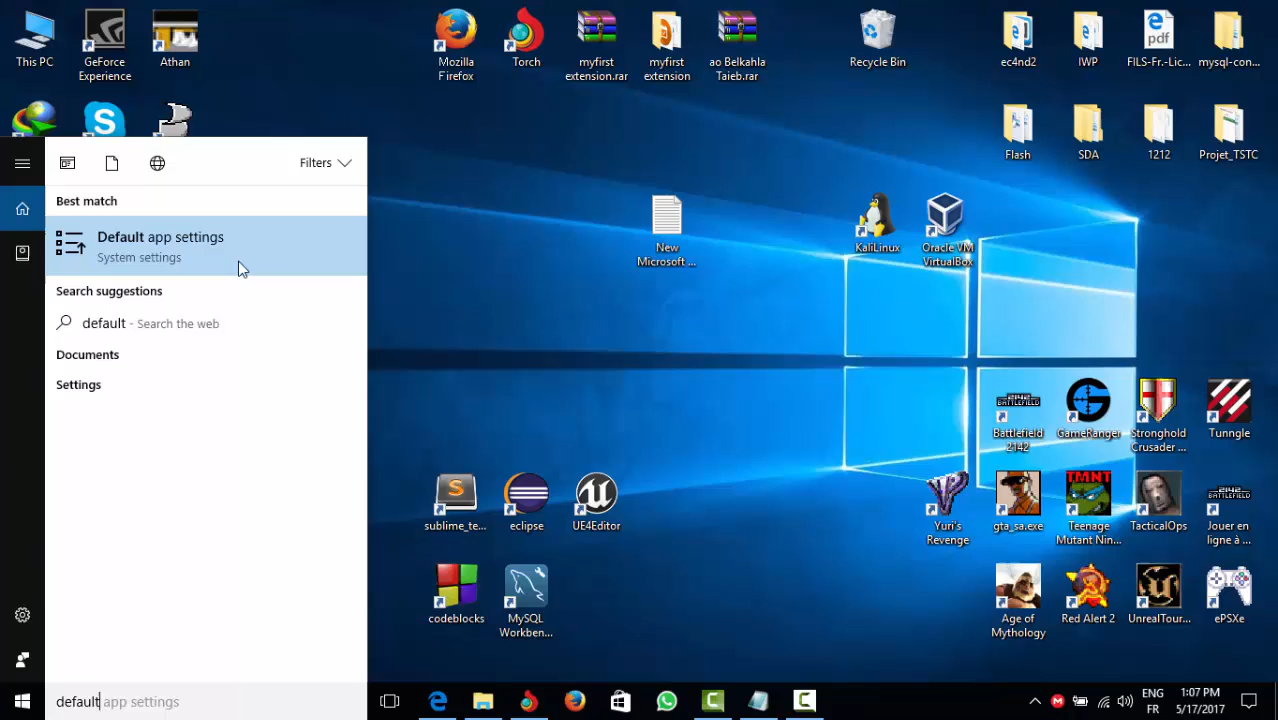 This PC
GeForce
Experience
Athan
Mozilla
Firefox
Torch
myfirst
extension.rar
myfirst
extension
ao Belkahla
Taieb.rar
Recycle Bin
ec4nd2
IWP
pdf
FILS-Fr.-Lic...
mysql-con...
Flash
SDA
1212
Projet_TSTC
Filters
Best match
Default app settings
System settings
Search suggestions
default - Search the web
Documents
Settings
New
Microsoft ...
KaliLinux
Oracle VM
VirtualBox
2142
BATTLEFIELD
Battlefield
2142
GameRanger
Stronghold
Crusader ...
Tunngle
sublime_te...
eclipse
UE4Editor
Yuri's
Revenge
gta_sa.exe
TMNT
Teenage
Mutant Nin...
TacticalOps
2142
BATTLEFIELD
Jouer en
ligne à ...
codeblocks
MySQL
Workben...
Age of
Mythology
Red Alert 2
UnrealTour...
ePSXe
default app settings
ENG
FR
1:07 PM
5/17/2017